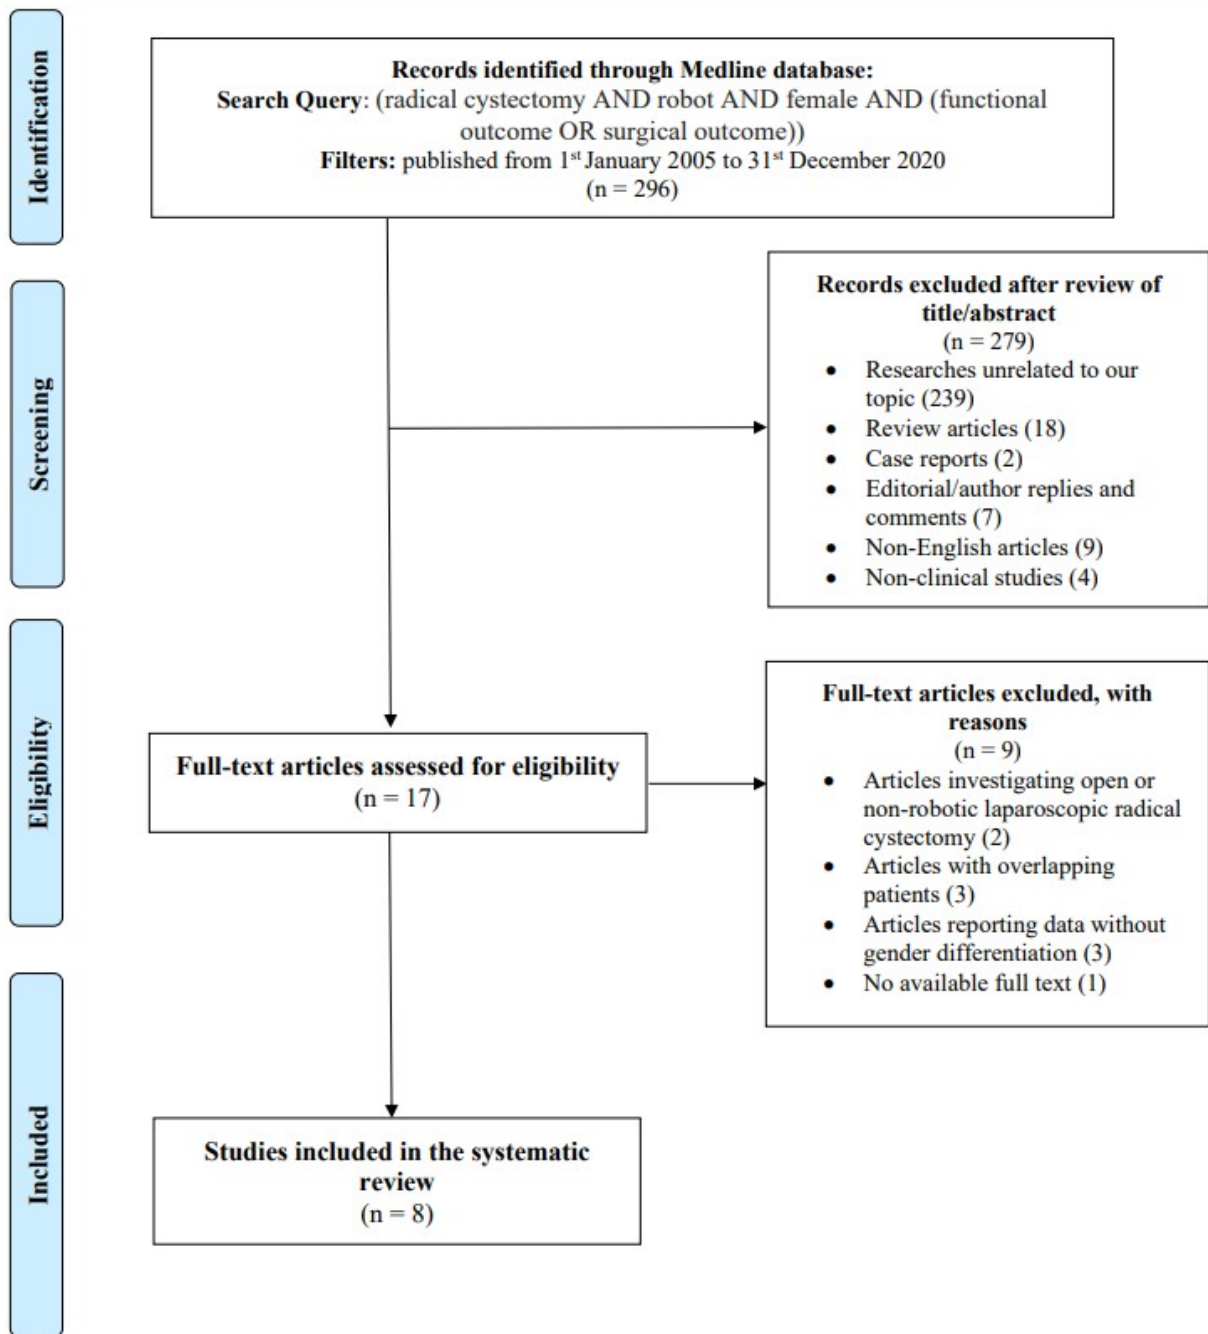 Identification
Records identified through Medline database:
Search Query: (radical cystectomy AND robot AND female AND (functional
outcome OR surgical outcome))
Filters: published from 1st January 2005 to 31st December 2020
(n = 296)
Screening
Records excluded after review of
title/abstract
(n = 279)
• Researches unrelated to our
topic (239)
• Review articles (18)
• Case reports (2)
• Editorial/author replies and
comments (7)
• Non-English articles (9)
• Non-clinical studies (4)
Eligibility
Full-text articles assessed for eligibility
(n = 17)
Full-text articles excluded, with
reasons
(n = 9)
• Articles investigating open or
non-robotic laparoscopic radical
cystectomy (2)
• Articles with overlapping
patients (3)
• Articles reporting data without
gender differentiation (3)
• No available full text (1)
Included
Studies included in the systematic
review
(n = 8)